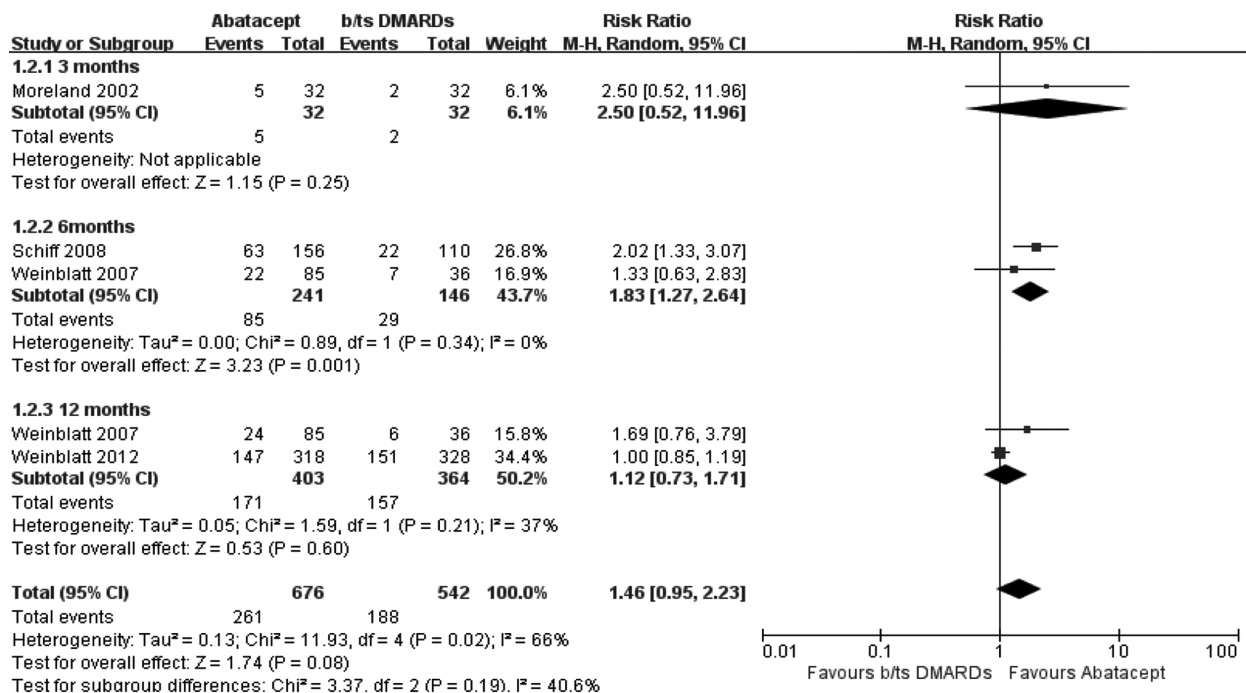 Abatacept b/ts DMARDs Risk Ratio Risk Ratio
Study or Subgroup Events Total Events Total Weight M-H, Random, 95% CI M-H, Random, 95% CI
1.2.1 3 months
Moreland 2002 5 32 2 32 6.1% 2.50 [0.52, 11.96]
Subtotal (95% CI) 32 32 6.1% 2.50 [0.52, 11.96]
Total events 5 2
Heterogeneity: Not applicable
Test for overall effect: Z = 1.15 (P = 0.25)
1.2.2 6months
Schiff 2008 63 156 22 110 26.8% 2.02 [1.33, 3.07]
Weinblatt 2007 22 85 7 36 16.9% 1.33 [0.63, 2.83]
Subtotal (95% CI) 241 146 43.7% 1.83 [1.27, 2.64]
Total events 85 29
Heterogeneity: Tau² = 0.00; Chi² = 0.89, df = 1 (P = 0.34); I² = 0%
Test for overall effect: Z = 3.23 (P = 0.001)
1.2.3 12 months
Weinblatt 2007 24 85 6 36 15.8% 1.69 [0.76, 3.79]
Weinblatt 2012 147 318 151 328 34.4% 1.00 [0.85, 1.19]
Subtotal (95% CI) 403 364 50.2% 1.12 [0.73, 1.71]
Total events 171 157
Heterogeneity: Tau² = 0.05; Chi² = 1.59, df = 1 (P = 0.21); I² = 37%
Test for overall effect: Z = 0.53 (P = 0.60)
Total (95% CI) 676 542 100.0% 1.46 [0.95, 2.23]
Total events 261 188
Heterogeneity: Tau² = 0.13; Chi² = 11.93, df = 4 (P = 0.02); I² = 66%
Test for overall effect: Z = 1.74 (P = 0.08)
Test for subgroup differences: Chi² = 3.37, df = 2 (P = 0.19), I² = 40.6%
0.01 0.1 1 10 100
Favours b/ts DMARDs Favours Abatacept